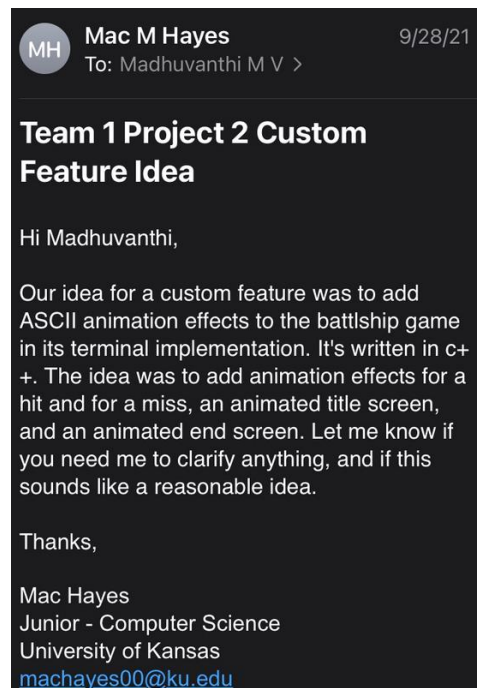 MH
Mac M Hayes
9/28/21
To: Madhuvanthi M V >
Team 1 Project 2 Custom
Feature Idea
Hi Madhuvanthi,
Our idea for a custom feature was to add
ASCII animation effects to the battlship game
in its terminal implementation. It's written in c+
+. The idea was to add animation effects for a
hit and for a miss, an animated title screen,
and an animated end screen. Let me know if
you need me to clarify anything, and if this
sounds like a reasonable idea.
Thanks,
Mac Hayes
Junior - Computer Science
University of Kansas
machayes00@ku.edu